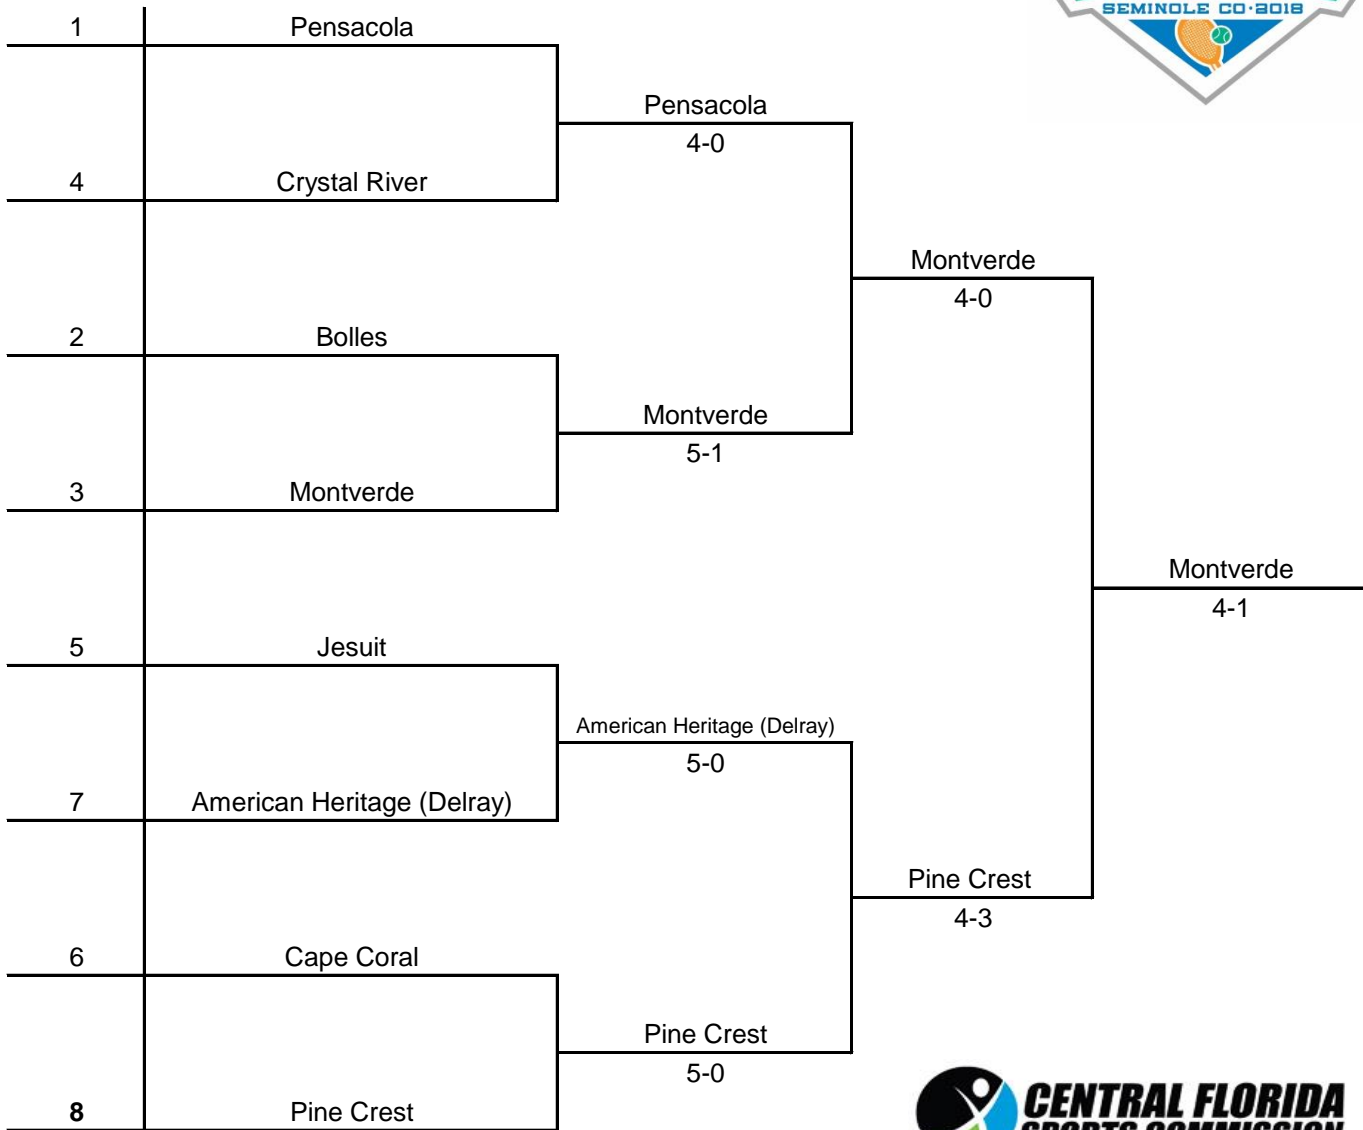 SEMINOLE CO·2018
1 Pensacola
Pensacola
4-0
4 Crystal River
Montverde
4-0
2 Bolles
Montverde
5-1
3 Montverde
Montverde
4-1
5 Jesuit
American Heritage (Delray)
5-0
7 American Heritage (Delray)
Pine Crest
4-3
6 Cape Coral
Pine Crest
5-0
8 Pine Crest
CENTRAL FLORIDA
SPORTS COMMISSION